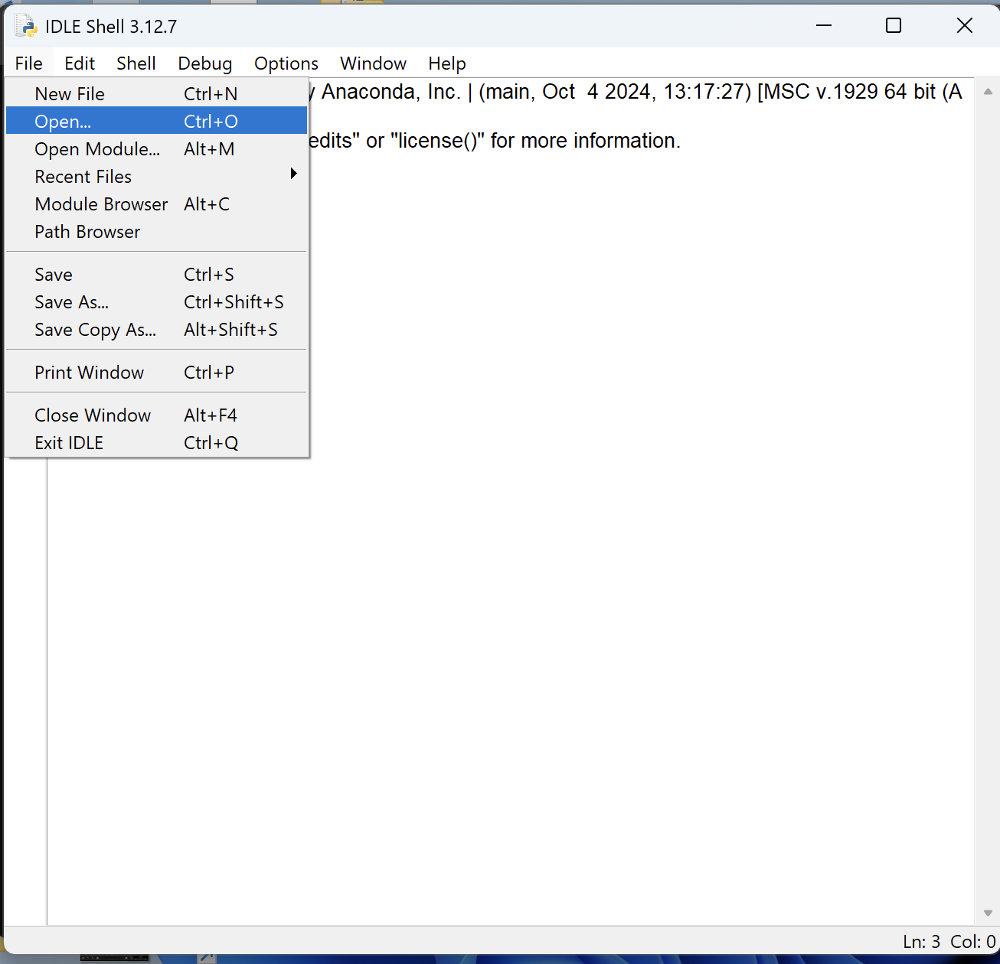 IDLE Shell 3.12.7
File Edit Shell Debug Options Window Help
New File Ctrl+N
Open... Ctrl+O
Open Module... Alt+M
Recent Files
Module Browser Alt+C
Path Browser
Save Ctrl+S
Save As... Ctrl+Shift+S
Save Copy As... Alt+Shift+S
Print Window Ctrl+P
Close Window Alt+F4
Exit IDLE Ctrl+Q
y Anaconda, Inc. | (main, Oct  4 2024, 13:17:27) [MSC v.1929 64 bit (A
edits" or "license()" for more information.
Ln: 3 Col: 0